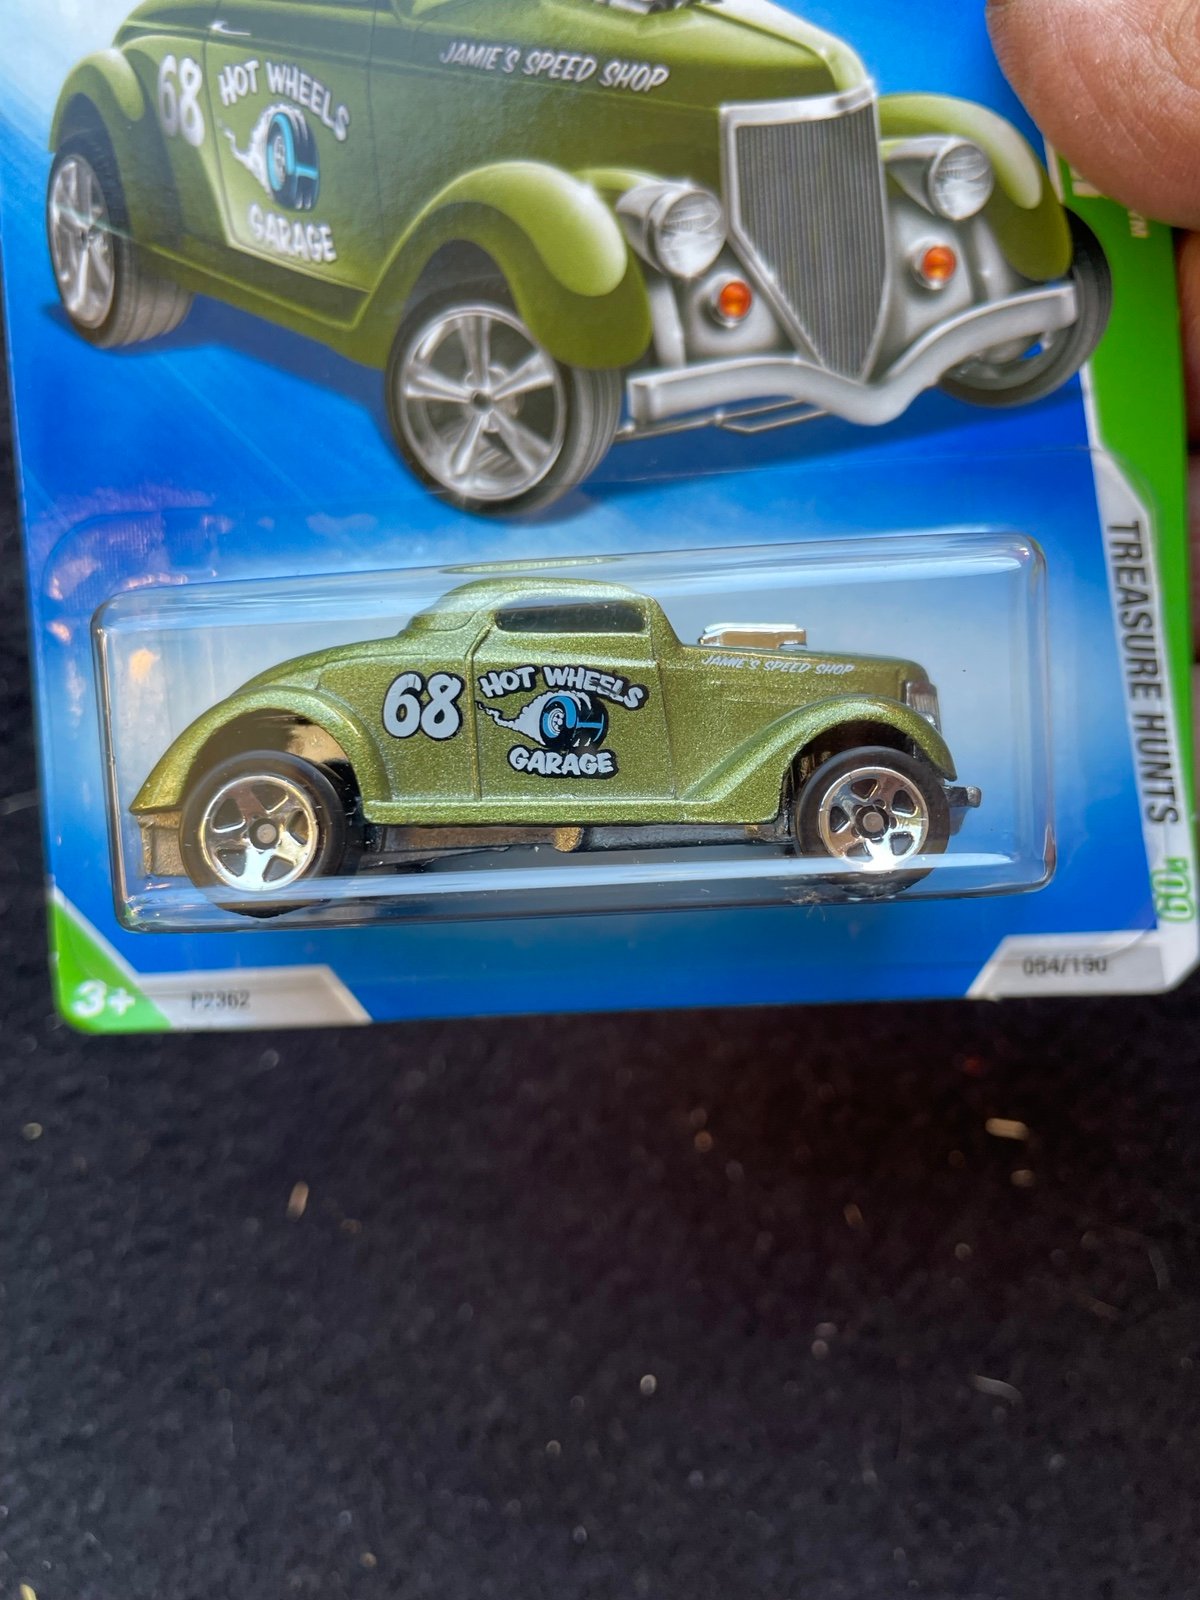 JAMIE'S SPEED SHOP
68
HOT WHEELS
GARAGE
TREASURE HUNTS
JAMIE'S SPEED SHOP
68
HOT WHEELS
GARAGE
09
3+
P2362
054/190